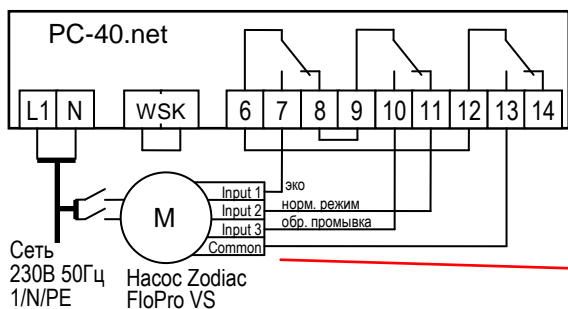 PC-40.net
L1 N WSK 6 7 8 9 10 11 12 13 14
Input 1 эко
Input 2 норм. режим
Input 3 обр. промывка
Common
M
Сеть
230В 50Гц
1/N/PE
Насос Zodiac
FloPro VS